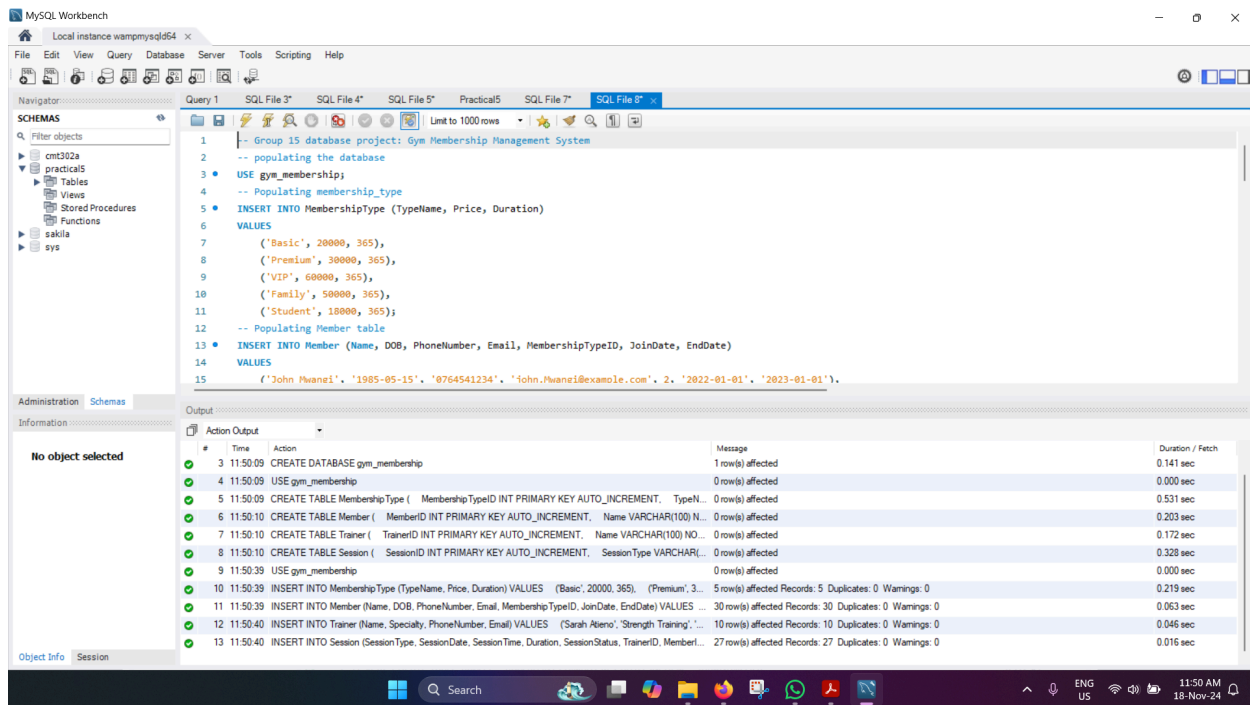 MySQL Workbench
Local instance wampmysqld64 ×
File Edit View Query Database Server Tools Scripting Help
Navigator
SCHEMAS
Filter objects
cmt302a
practical5
Tables
Views
Stored Procedures
Functions
sakila
sys
Administration Schemas
Information
No object selected
Object Info Session
Query 1 SQL File 3* SQL File 4* SQL File 5* Practical5 SQL File 7* SQL File 8* ×
Limit to 1000 rows
1 -- Group 15 database project: Gym Membership Management System
2 -- populating the database
3 USE gym_membership;
4 -- Populating membership_type
5 INSERT INTO MembershipType (TypeName, Price, Duration)
6 VALUES
7 ('Basic', 20000, 365),
8 ('Premium', 30000, 365),
9 ('VIP', 60000, 365),
10 ('Family', 50000, 365),
11 ('Student', 18000, 365);
12 -- Populating Member table
13 INSERT INTO Member (Name, DOB, PhoneNumber, Email, MembershipTypeID, JoinDate, EndDate)
14 VALUES
15 ('John Mwangi', '1985-05-15', '0764541234', 'john.Mwangi@example.com', 2, '2022-01-01', '2023-01-01'),
Output
Action Output
# Time Action Message Duration / Fetch
3 11:50:09 CREATE DATABASE gym_membership 1 row(s) affected 0.141 sec
4 11:50:09 USE gym_membership 0 row(s) affected 0.000 sec
5 11:50:09 CREATE TABLE MembershipType ( MembershipTypeID INT PRIMARY KEY AUTO_INCREMENT, TypeN... 0 row(s) affected 0.531 sec
6 11:50:10 CREATE TABLE Member ( MemberID INT PRIMARY KEY AUTO_INCREMENT, Name VARCHAR(100) N... 0 row(s) affected 0.203 sec
7 11:50:10 CREATE TABLE Trainer ( TrainerID INT PRIMARY KEY AUTO_INCREMENT, Name VARCHAR(100) NO... 0 row(s) affected 0.172 sec
8 11:50:10 CREATE TABLE Session ( SessionID INT PRIMARY KEY AUTO_INCREMENT, SessionType VARCHAR(... 0 row(s) affected 0.328 sec
9 11:50:39 USE gym_membership 0 row(s) affected 0.000 sec
10 11:50:39 INSERT INTO MembershipType (TypeName, Price, Duration) VALUES ('Basic', 20000, 365), ('Premium', 3... 5 row(s) affected Records: 5 Duplicates: 0 Warnings: 0 0.219 sec
11 11:50:39 INSERT INTO Member (Name, DOB, PhoneNumber, Email, MembershipTypeID, JoinDate, EndDate) VALUES ... 30 row(s) affected Records: 30 Duplicates: 0 Warnings: 0 0.063 sec
12 11:50:40 INSERT INTO Trainer (Name, Specialty, PhoneNumber, Email) VALUES ('Sarah Atieno', 'Strength Training', '... 10 row(s) affected Records: 10 Duplicates: 0 Warnings: 0 0.046 sec
13 11:50:40 INSERT INTO Session (SessionType, SessionDate, SessionTime, Duration, SessionStatus, TrainerID, MemberI... 27 row(s) affected Records: 27 Duplicates: 0 Warnings: 0 0.016 sec
Search
ENG
US
11:50 AM
18-Nov-24